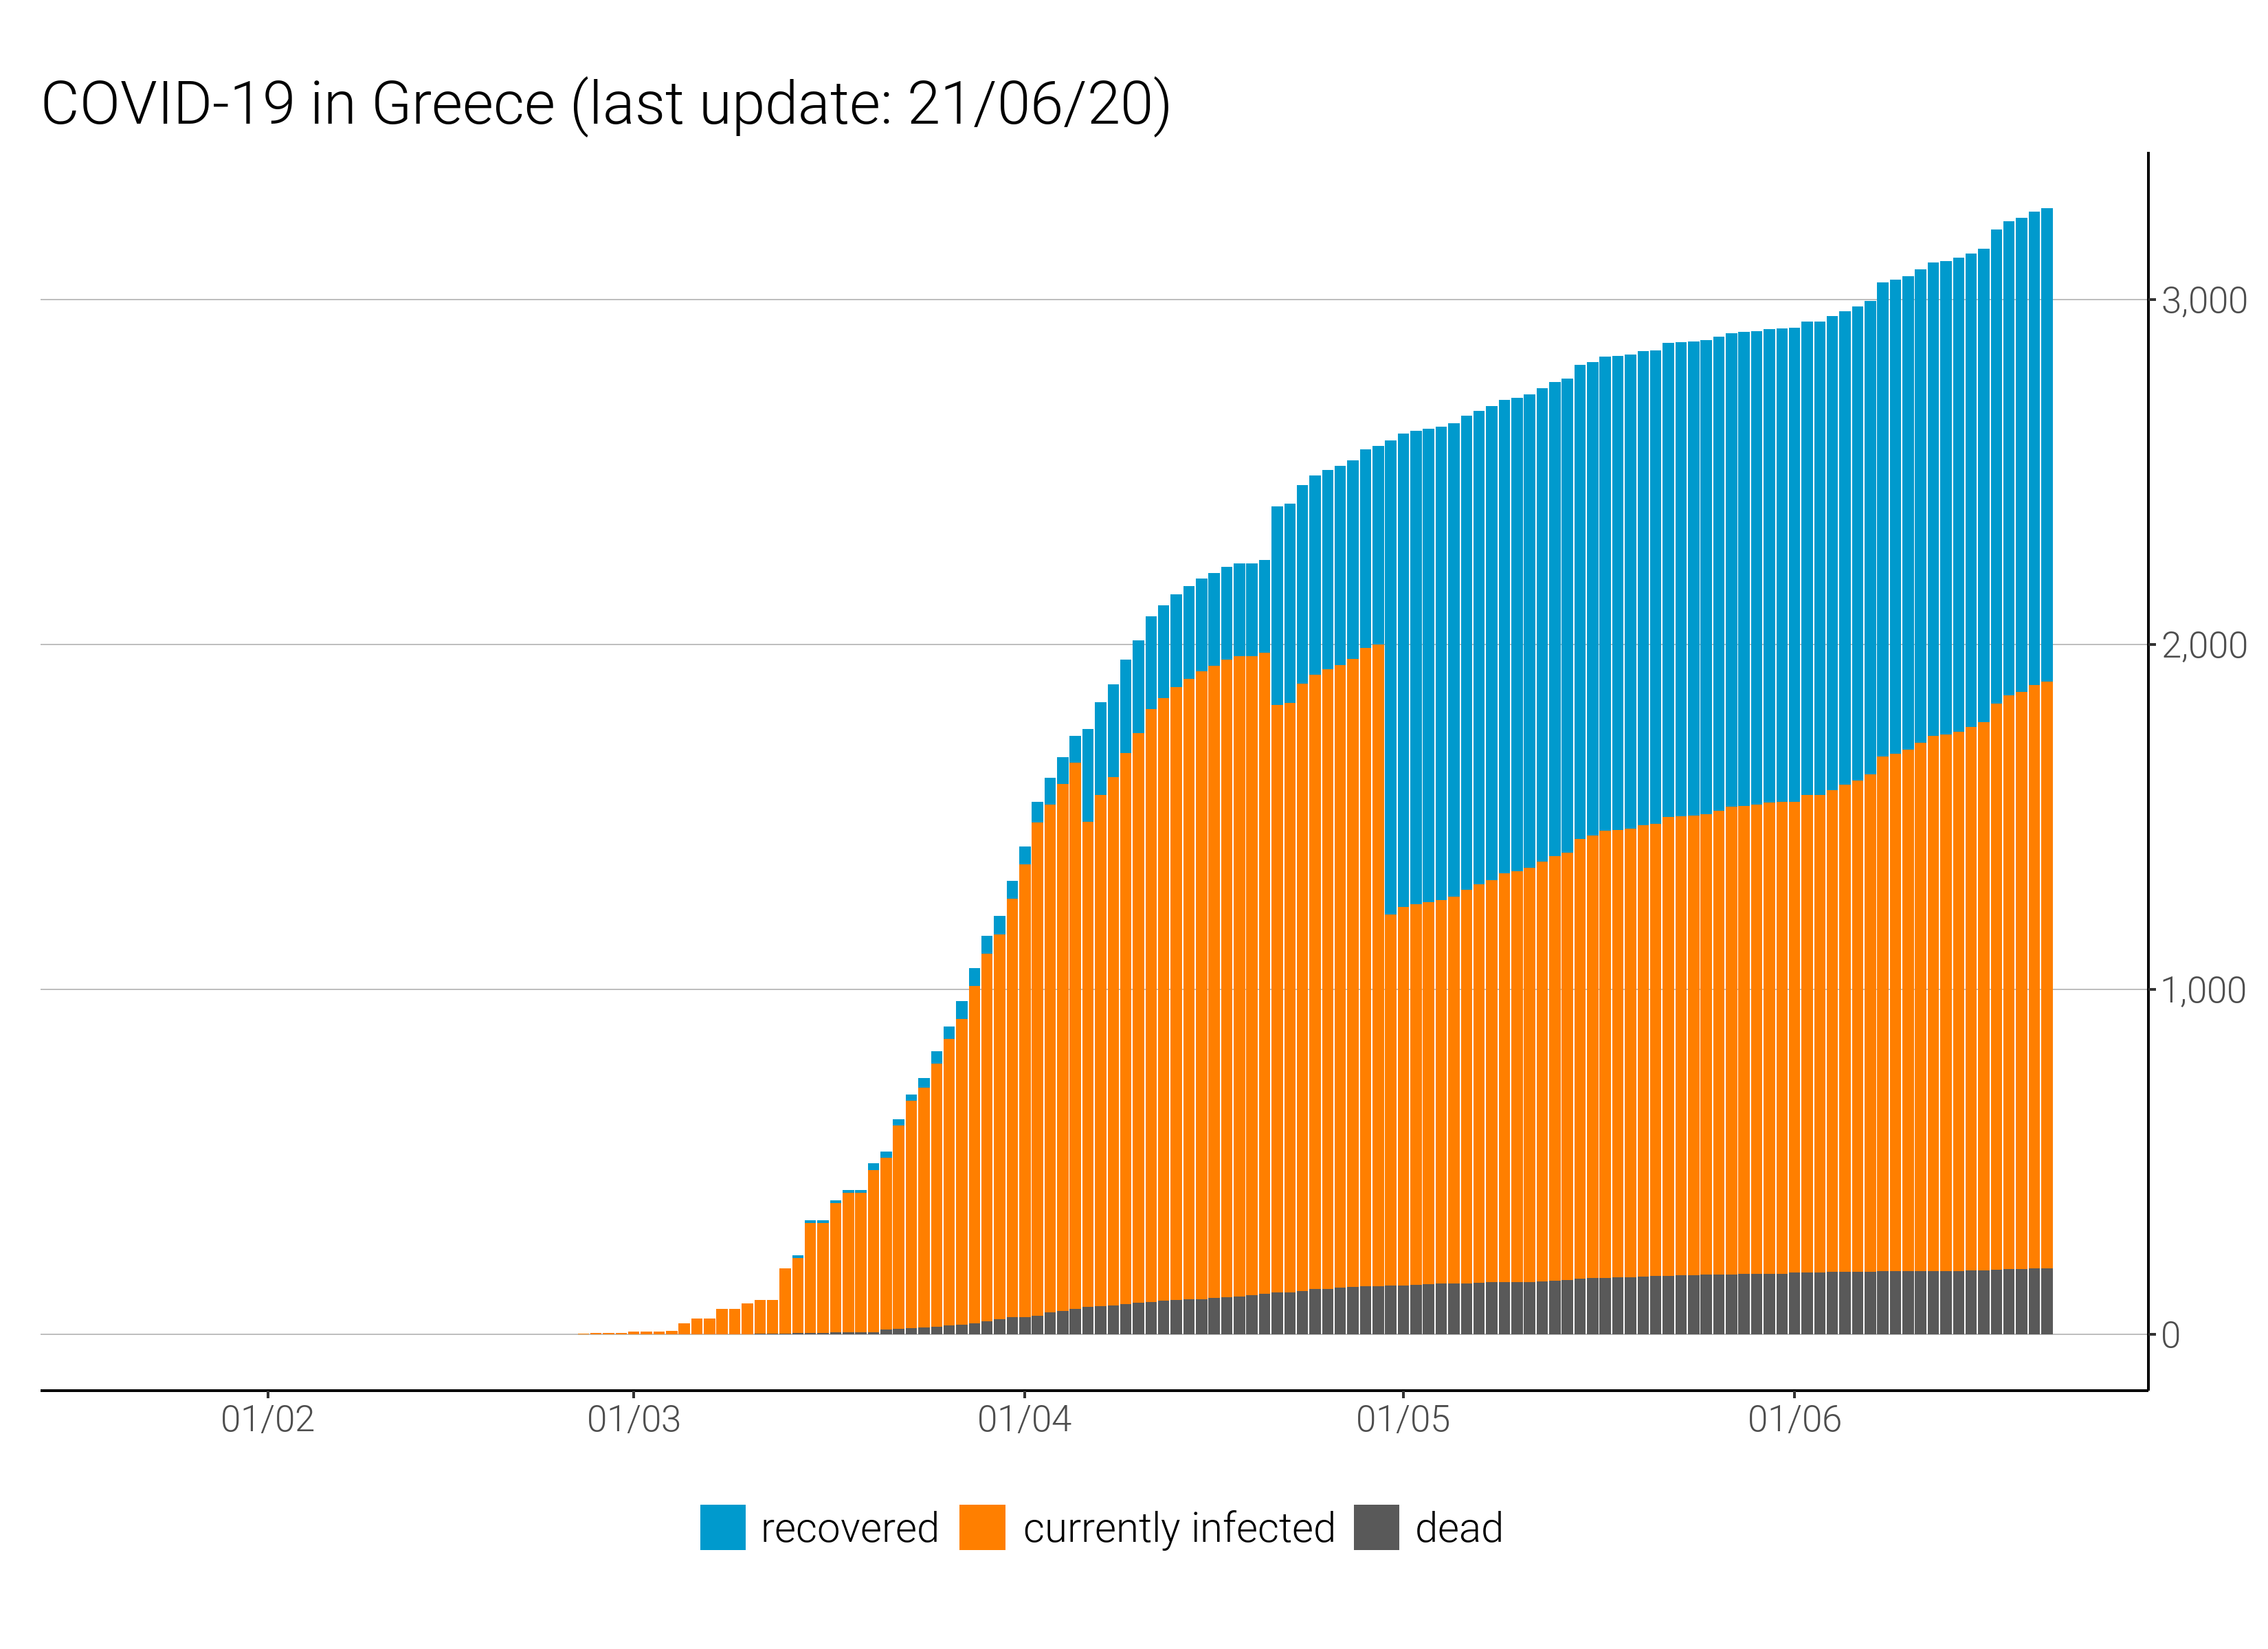 COVID-19 in Greece (last update: 21/06/20)
3,000
2,000
1,000
0
01/02 01/03 01/04 01/05 01/06
recovered currently infected dead